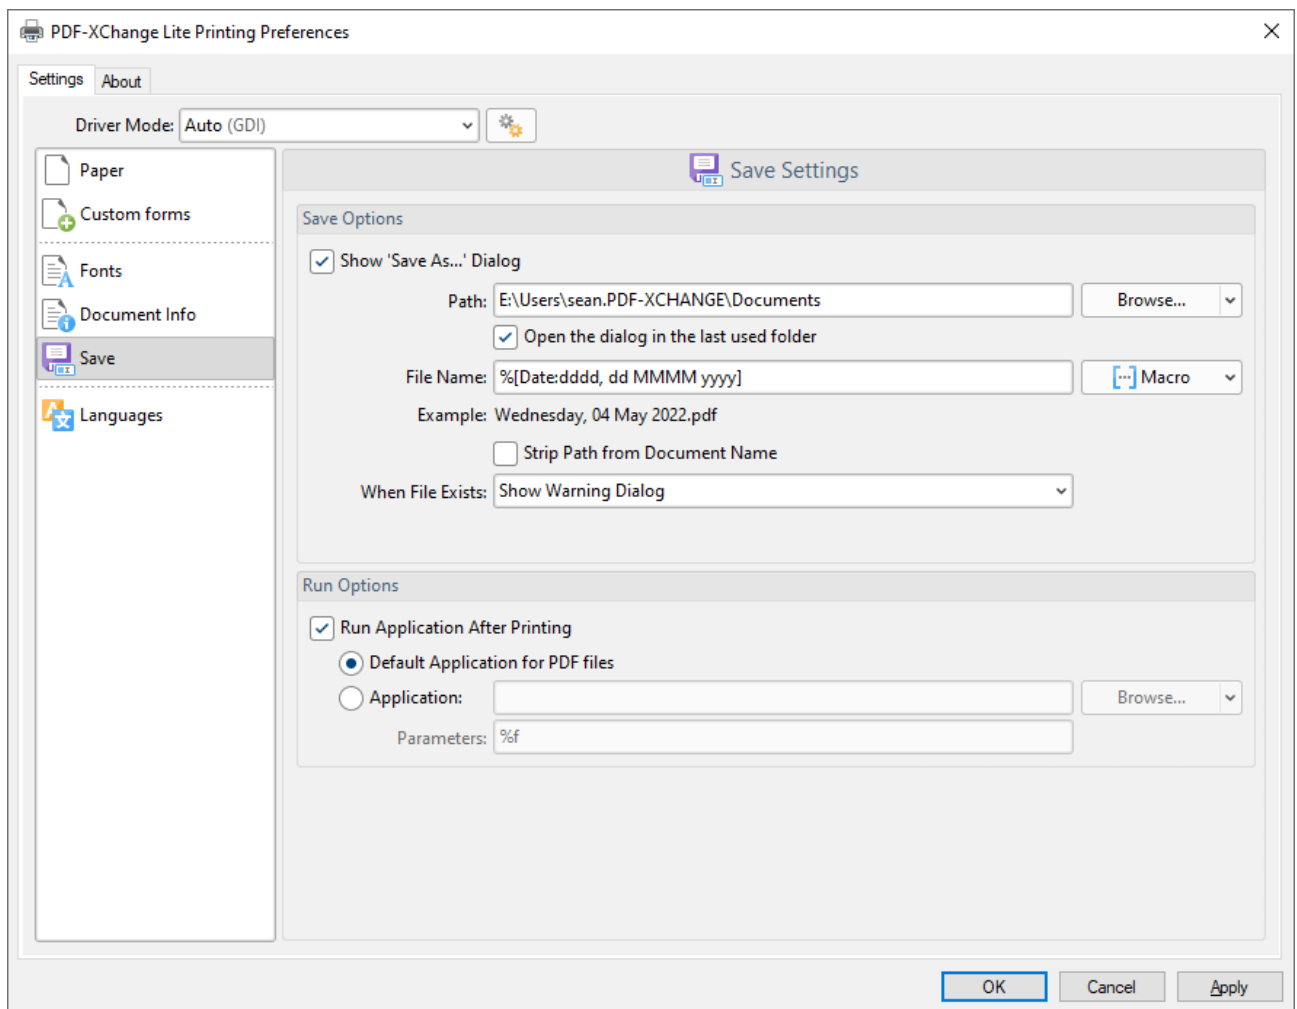 PDF-XChange Lite Printing Preferences
Settings
About
Driver Mode: Auto (GDI)
Paper
Custom forms
Fonts
Document Info
Save
Languages
Save Settings
Save Options
Show 'Save As...' Dialog
Path: E:\Users\sean.PDF-XCHANGE\Documents Browse...
Open the dialog in the last used folder
File Name: %[Date:dddd, dd MMMM yyyy] Macro
Example: Wednesday, 04 May 2022.pdf
Strip Path from Document Name
When File Exists: Show Warning Dialog
Run Options
Run Application After Printing
Default Application for PDF files
Application: Browse...
Parameters: %f
OK Cancel Apply